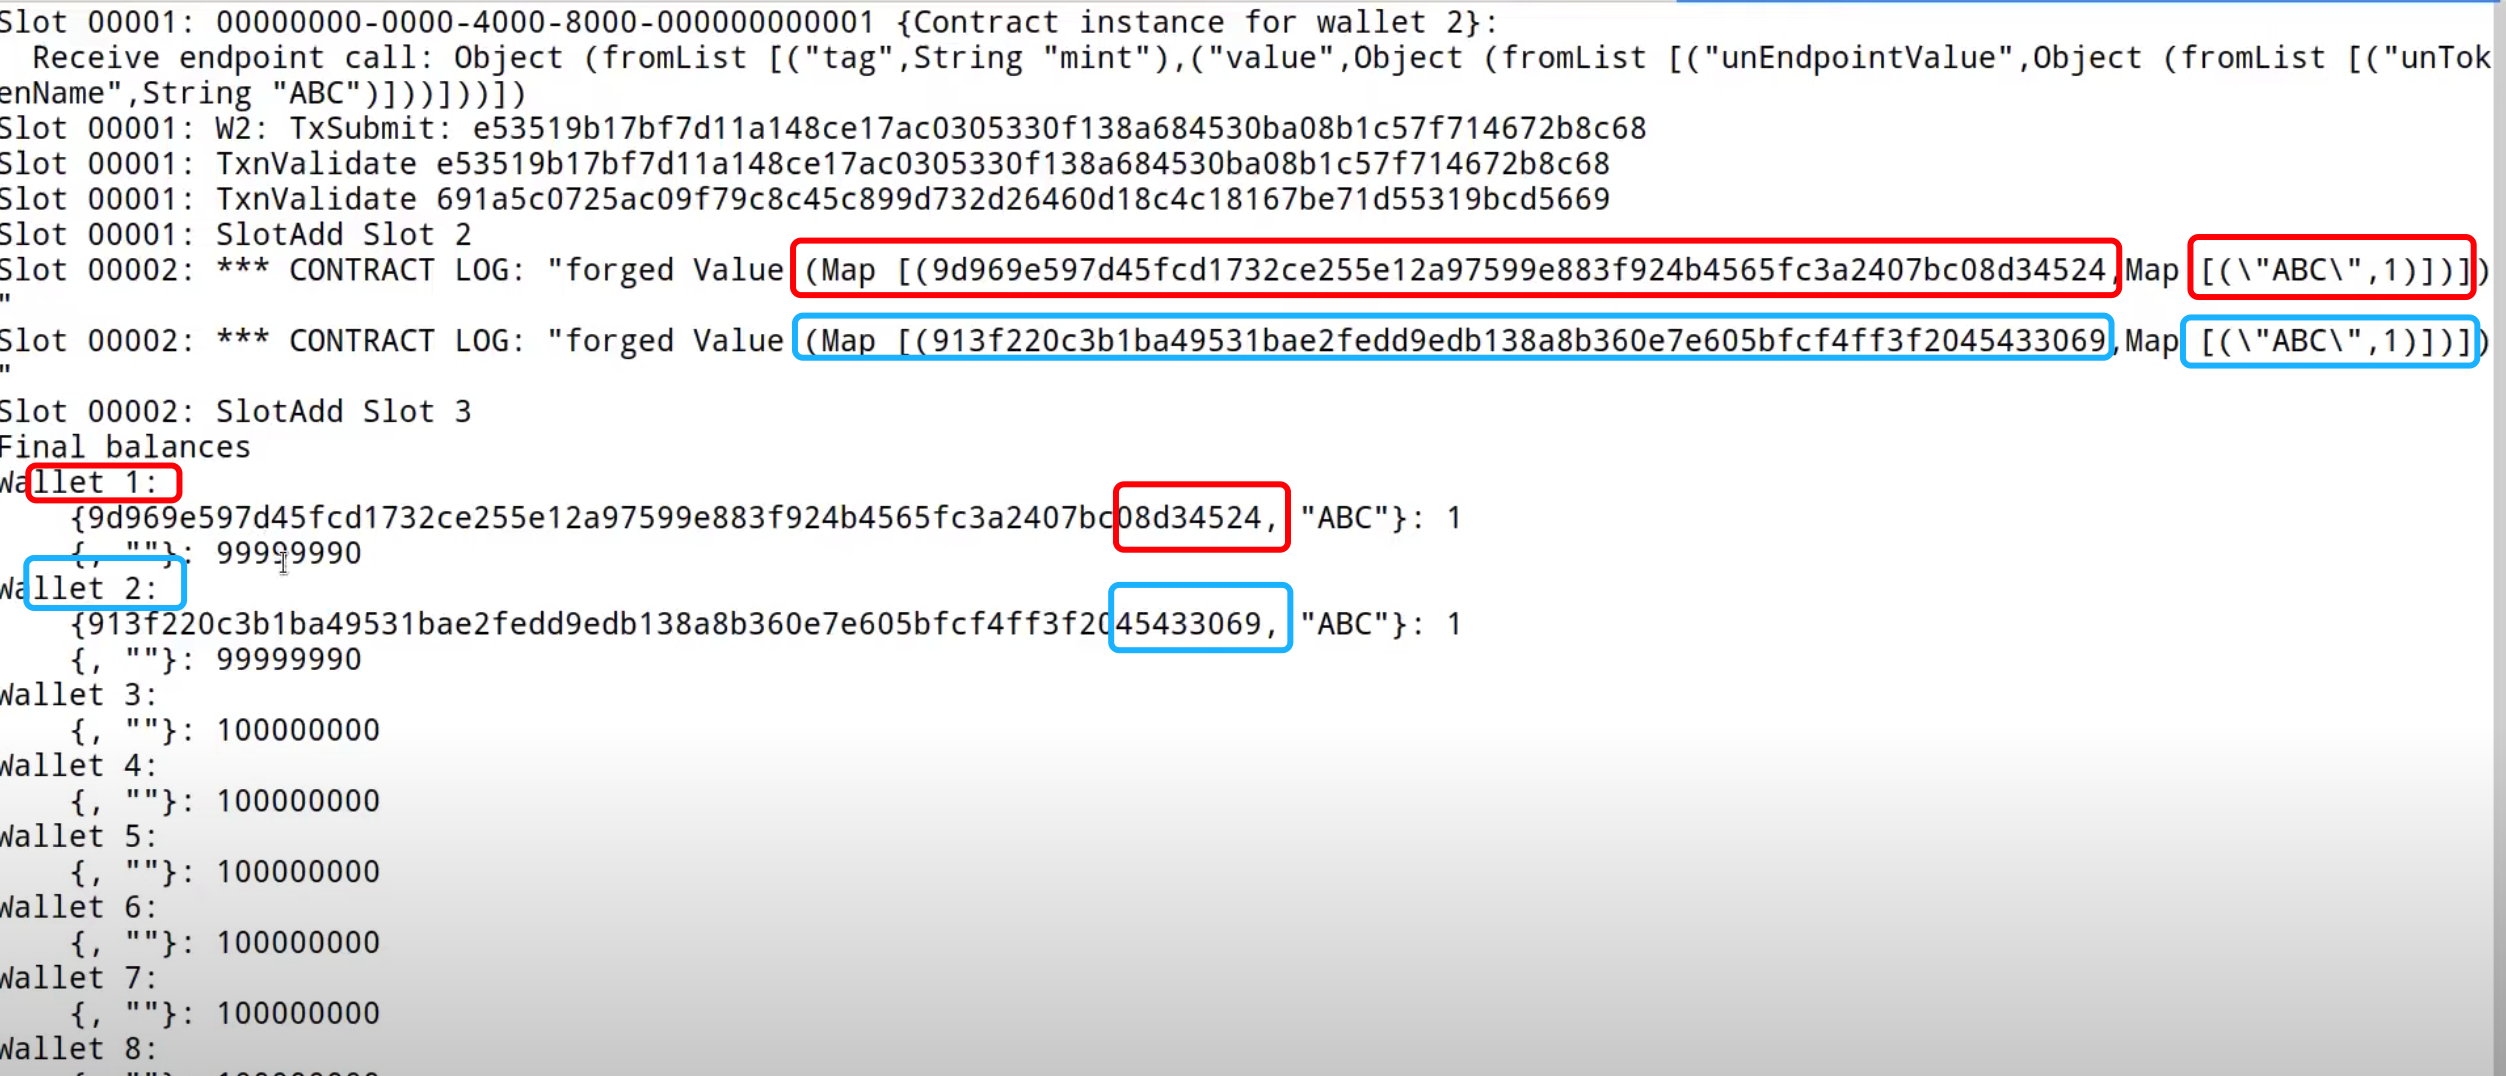 Slot 00001: 00000000-0000-4000-8000-000000000001 {Contract instance for wallet 2}:
Receive endpoint call: Object (fromList [("tag",String "mint"),("value",Object (fromList [("unEndpointValue",Object (fromList [("unTok
enName",String "ABC")]))]))])
Slot 00001: W2: TxSubmit: e53519b17bf7d11a148ce17ac0305330f138a684530ba08b1c57f714672b8c68
Slot 00001: TxnValidate e53519b17bf7d11a148ce17ac0305330f138a684530ba08b1c57f714672b8c68
Slot 00001: TxnValidate 691a5c0725ac09f79c8c45c899d732d26460d18c4c18167be71d55319bcd5669
Slot 00001: SlotAdd Slot 2
Slot 00002: *** CONTRACT LOG: "forged Value (Map [(9d969e597d45fcd1732ce255e12a97599e883f924b4565fc3a2407bc08d34524,Map [(\"ABC\",1)])])
"
Slot 00002: *** CONTRACT LOG: "forged Value (Map [(913f220c3b1ba49531bae2fedd9edb138a8b360e7e605bfcf4ff3f2045433069,Map [(\"ABC\",1)])])
"
Slot 00002: SlotAdd Slot 3
Final balances
Wallet 1:
{9d969e597d45fcd1732ce255e12a97599e883f924b4565fc3a2407bc08d34524, "ABC"}: 1
{, ""}: 99999990
Wallet 2:
{913f220c3b1ba49531bae2fedd9edb138a8b360e7e605bfcf4ff3f2045433069, "ABC"}: 1
{, ""}: 99999990
Wallet 3:
{, ""}: 100000000
Wallet 4:
{, ""}: 100000000
Wallet 5:
{, ""}: 100000000
Wallet 6:
{, ""}: 100000000
Wallet 7:
{, ""}: 100000000
Wallet 8: